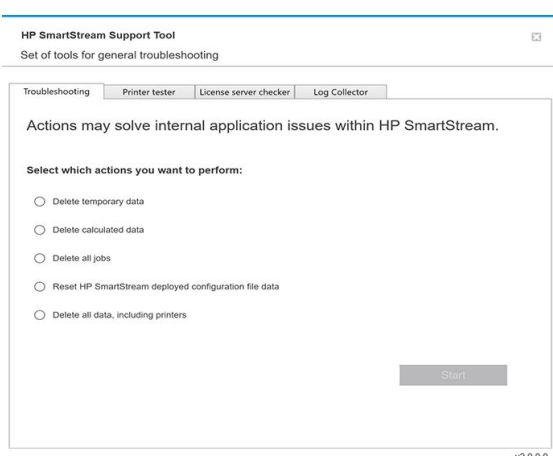 HP SmartStream Support Tool
Set of tools for general troubleshooting
Troubleshooting Printer tester License server checker Log Collector
Actions may solve internal application issues within HP SmartStream.
Select which actions you want to perform:
Delete temporary data
Delete calculated data
Delete all jobs
Reset HP SmartStream deployed configuration file data
Delete all data, including printers
Start